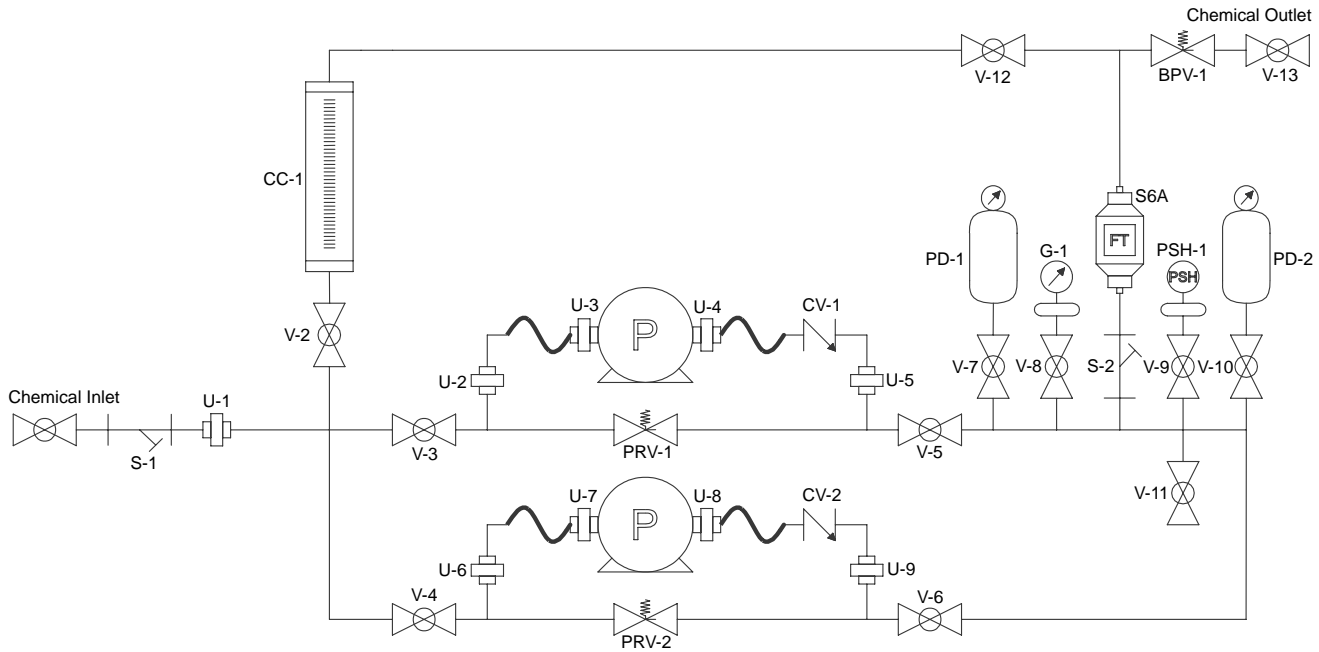 Chemical Outlet
V-12
BPV-1
V-13
CC-1
S6A
FT
PD-1
G-1
PSH-1
PSH
PD-2
V-2
U-3
P
U-4
CV-1
U-2
U-5
V-7
V-8
S-2
V-9
V-10
Chemical Inlet
U-1
S-1
V-3
PRV-1
V-5
V-11
U-7
P
U-8
CV-2
U-6
U-9
V-4
PRV-2
V-6